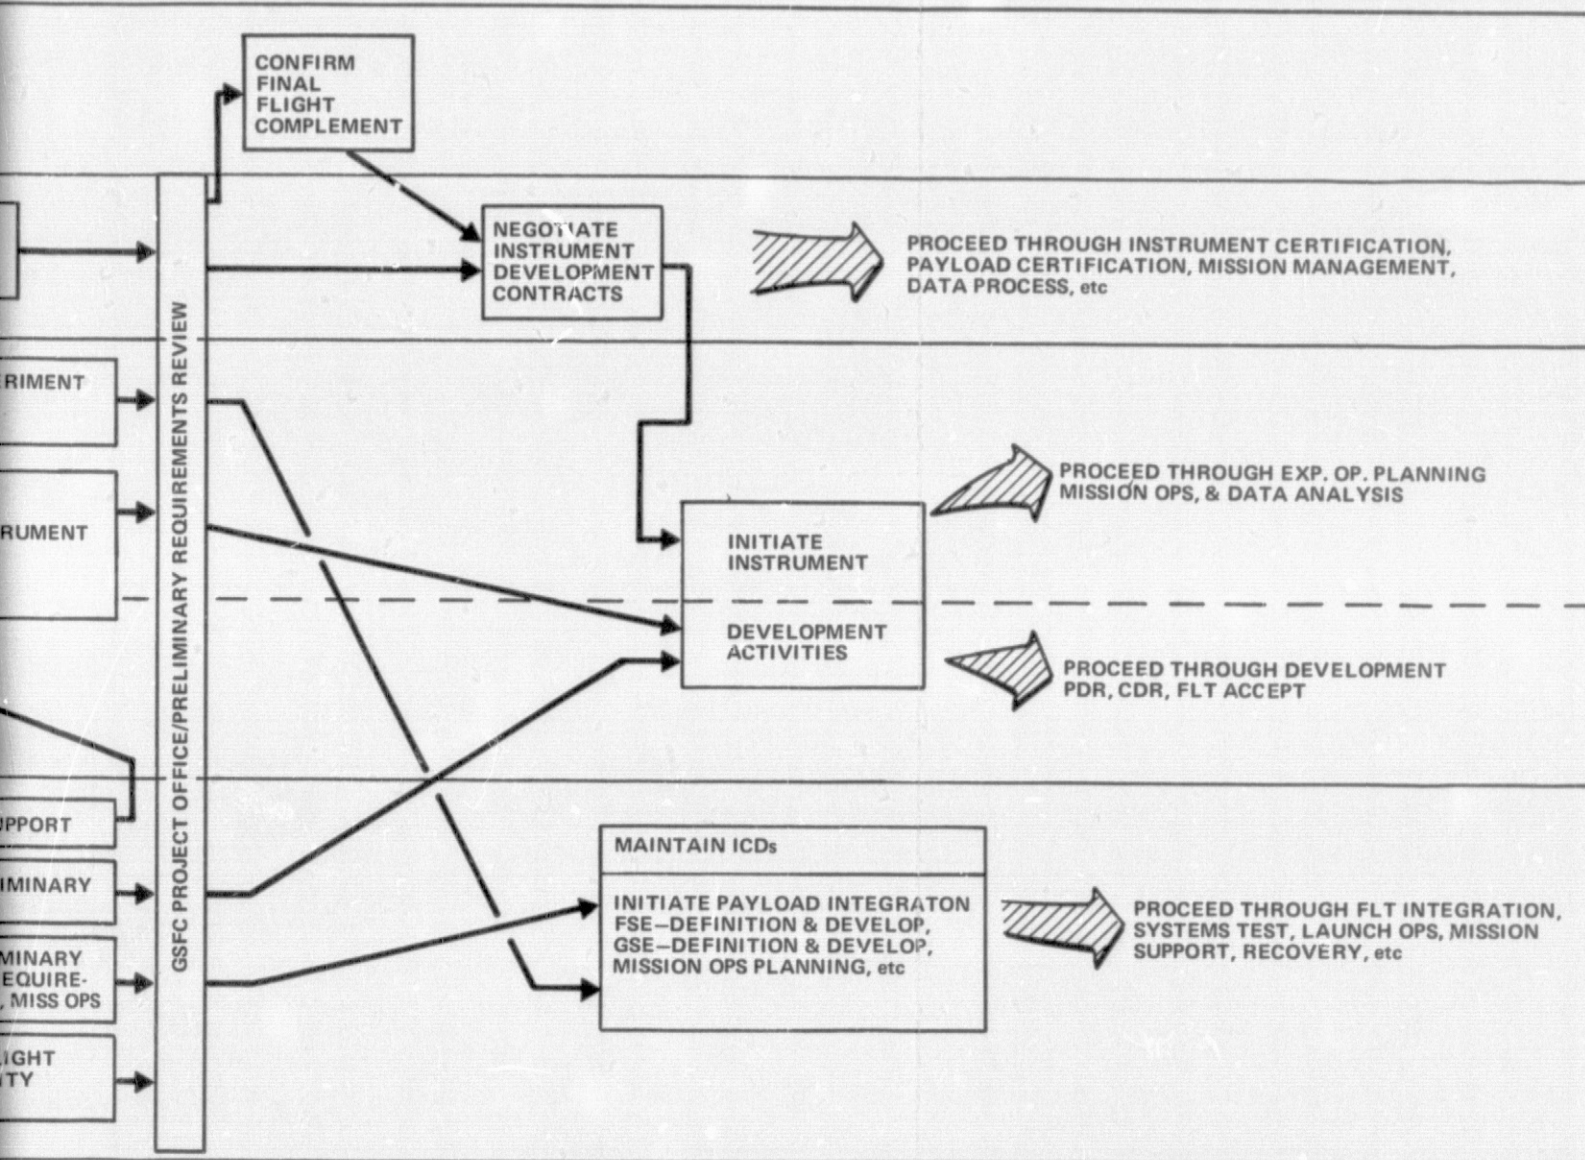 CONFIRM
FINAL
FLIGHT
COMPLEMENT
NEGOTIATE
INSTRUMENT
DEVELOPMENT
CONTRACTS
PROCEED THROUGH INSTRUMENT CERTIFICATION,
PAYLOAD CERTIFICATION, MISSION MANAGEMENT,
DATA PROCESS, etc
GSFC PROJECT OFFICE/PRELIMINARY REQUIREMENTS REVIEW
ERIMENT
RUMENT
PROCEED THROUGH EXP. OP. PLANNING
MISSION OPS, & DATA ANALYSIS
INITIATE
INSTRUMENT
DEVELOPMENT
ACTIVITIES
PROCEED THROUGH DEVELOPMENT
PDR, CDR, FLT ACCEPT
UPPORT
IMINARY
MINARY
EQUIRE-
, MISS OPS
IGHT
ITY
MAINTAIN ICDs
INITIATE PAYLOAD INTEGRATON
FSE—DEFINITION & DEVELOP,
GSE—DEFINITION & DEVELOP,
MISSION OPS PLANNING, etc
PROCEED THROUGH FLT INTEGRATION,
SYSTEMS TEST, LAUNCH OPS, MISSION
SUPPORT, RECOVERY, etc